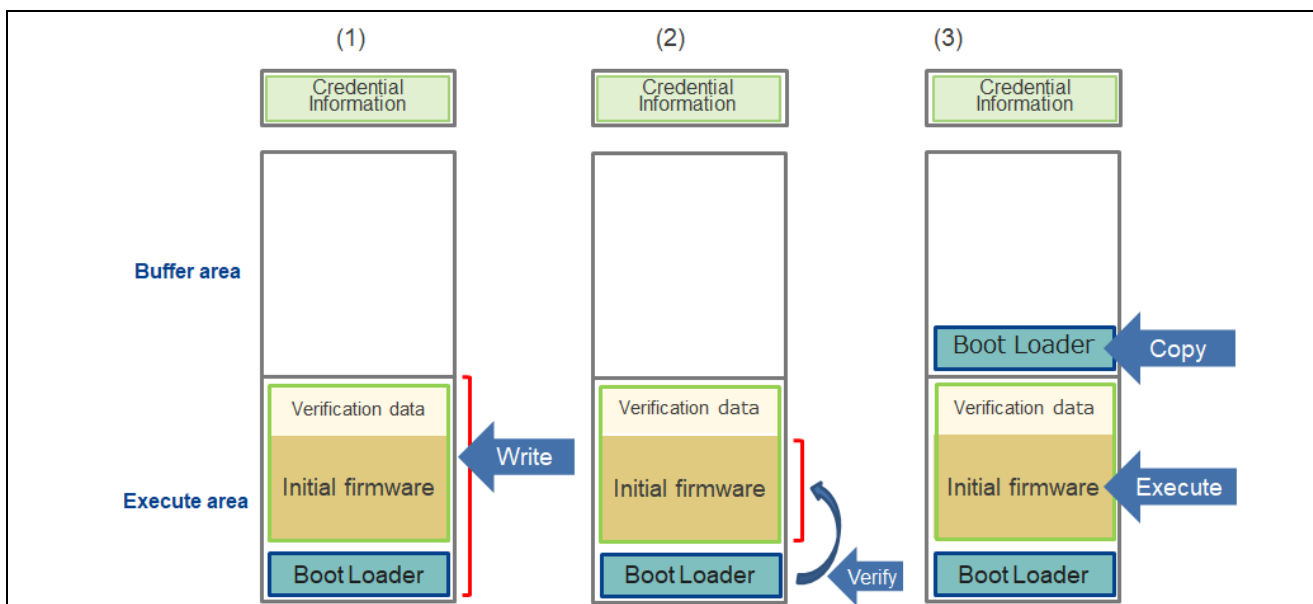 (1) (2) (3)
Credential
Information
Credential
Information
Credential
Information
Buffer area
Boot Loader
Copy
Verification data
Verification data
Verification data
Write
Execute area
Initial firmware
Initial firmware
Initial firmware
Execute
Boot Loader
Boot Loader
Verify
Boot Loader